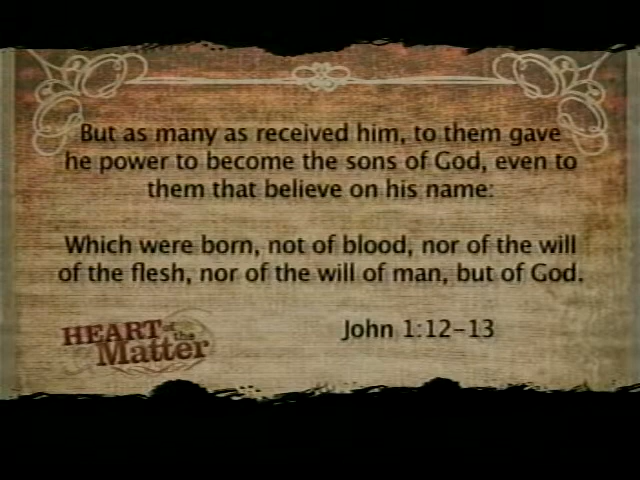 But as many as received him, to them gave
he power to become the sons of God, even to
them that believe on his name:
Which were born, not of blood, nor of the will
of the flesh, nor of the will of man, but of God.
John 1:12-13
HEART of the
Matter